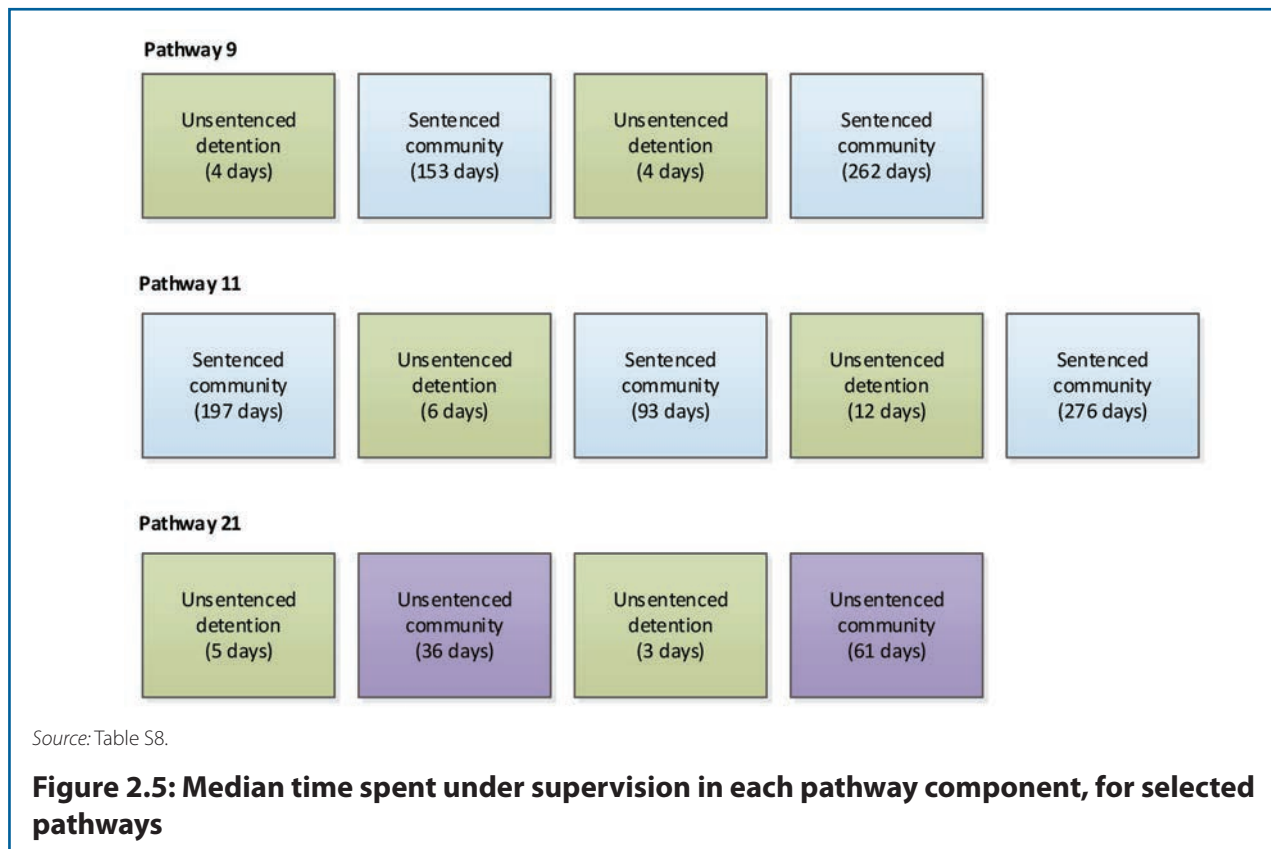 Pathway 9
Unsentenced
detention
(4 days)
Sentenced
community
(153 days)
Unsentenced
detention
(4 days)
Sentenced
community
(262 days)
Pathway 11
Sentenced
community
(197 days)
Unsentenced
detention
(6 days)
Sentenced
community
(93 days)
Unsentenced
detention
(12 days)
Sentenced
community
(276 days)
Pathway 21
Unsentenced
detention
(5 days)
Unsentenced
community
(36 days)
Unsentenced
detention
(3 days)
Unsentenced
community
(61 days)
Source: Table S8.
Figure 2.5: Median time spent under supervision in each pathway component, for selected
pathways